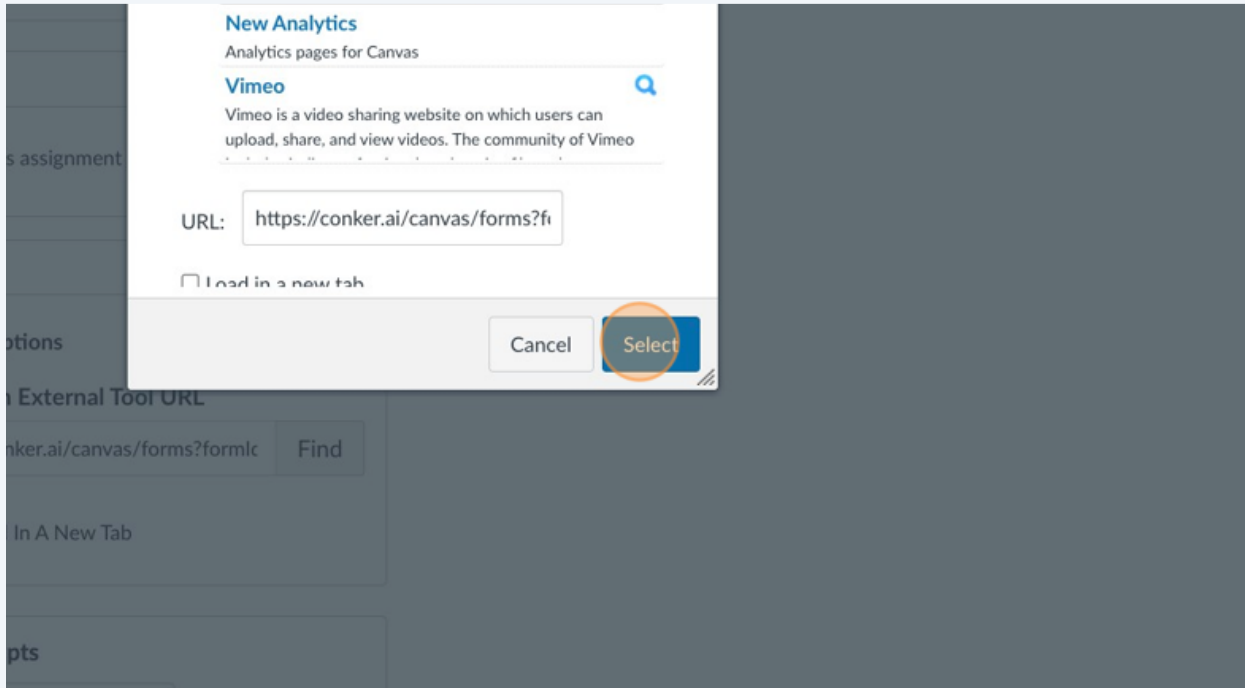 New Analytics
Analytics pages for Canvas
Vimeo
Vimeo is a video sharing website on which users can
upload, share, and view videos. The community of Vimeo
s assignment
URL: https://conker.ai/canvas/forms?f
Load in a new tab
Cancel Select
otions
External Tool URL
nker.ai/canvas/forms?formlo Find
In A New Tab
pts